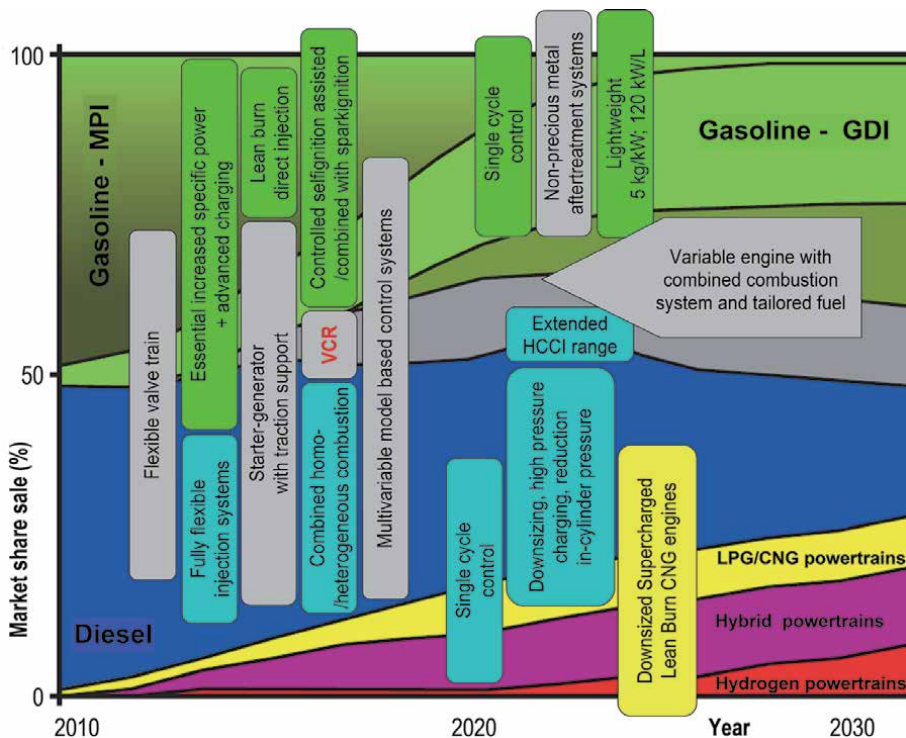 100
50
0
Market share sale (%)
2010
2020
Year
2030
Gasoline - MPI
Gasoline - GDI
Diesel
LPG/CNG powertrains
Hybrid powertrains
Hydrogen powertrains
Flexible valve train
Essential increased specific power
+ advanced charging
Fully flexible
injection systems
Lean burn
direct injection
Starter-generator
with traction support
Controlled selfignition assisted
/combined with sparkignition
VCR
Combined homo-
/heterogeneous combustion
Multivariable model based control systems
Single cycle
control
Non-precious metal
aftertreatment systems
Lightweight
5 kg/kW; 120 kW/L
Variable engine with
combined combustion
system and tailored fuel
Extended
HCCI range
Single cycle
control
Downsizing, high pressure
charging, reduction
in-cylinder pressure
Downsized Supercharged
Lean Burn CNG engines